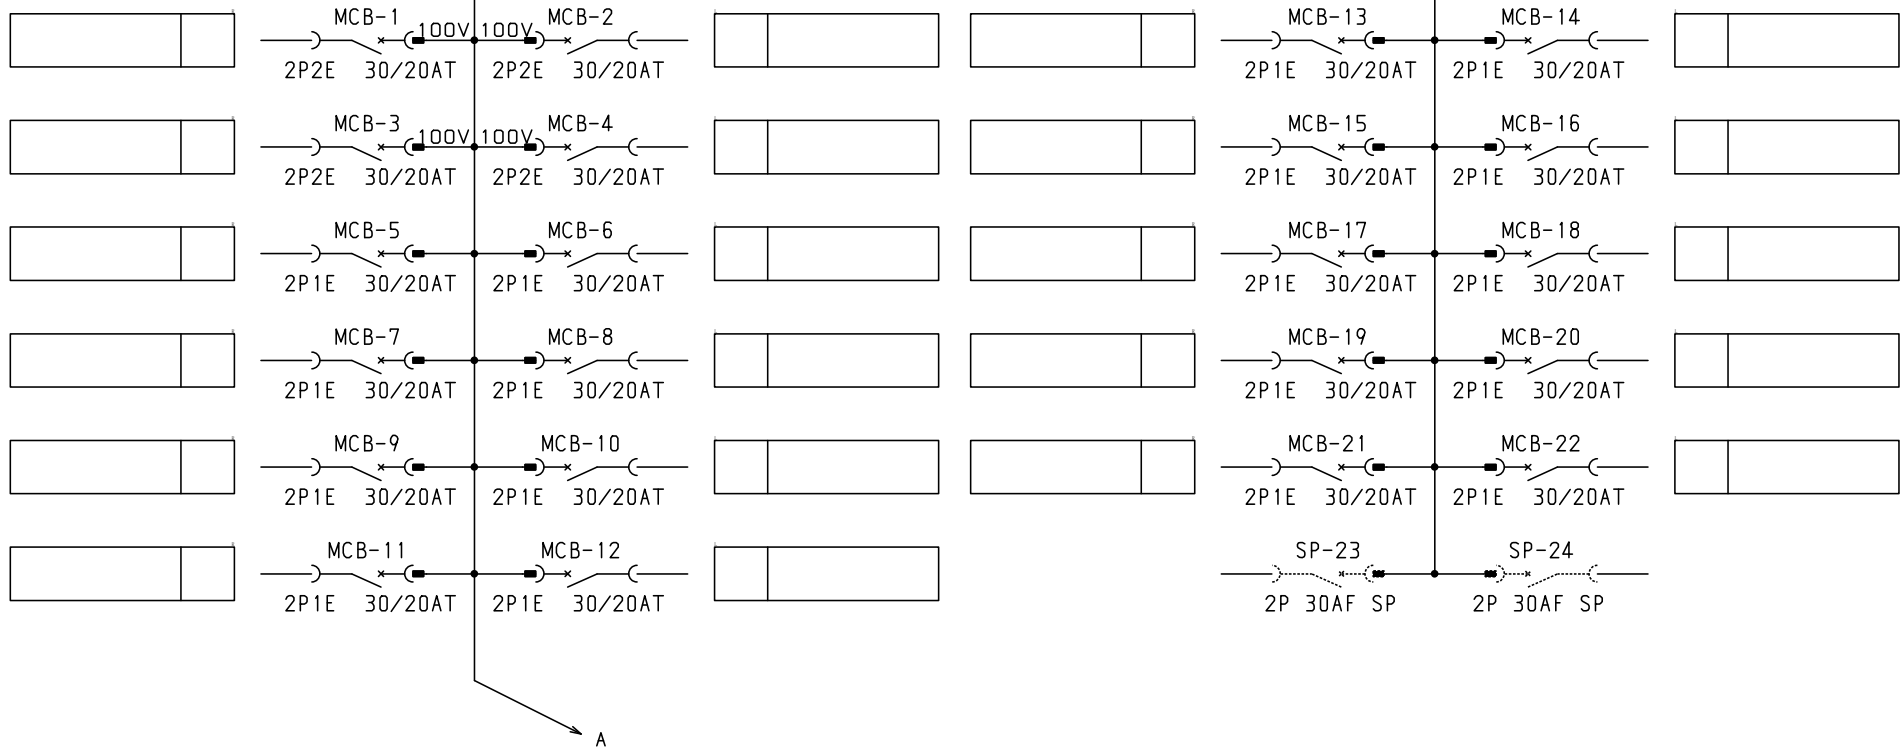 MCB-1 MCB-2 MCB-13 MCB-14
100V 100V
2P2E 30/20AT 2P2E 30/20AT 2P1E 30/20AT 2P1E 30/20AT
MCB-3 MCB-4 MCB-15 MCB-16
100V 100V
2P2E 30/20AT 2P2E 30/20AT 2P1E 30/20AT 2P1E 30/20AT
MCB-5 MCB-6 MCB-17 MCB-18
2P1E 30/20AT 2P1E 30/20AT 2P1E 30/20AT 2P1E 30/20AT
MCB-7 MCB-8 MCB-19 MCB-20
2P1E 30/20AT 2P1E 30/20AT 2P1E 30/20AT 2P1E 30/20AT
MCB-9 MCB-10 MCB-21 MCB-22
2P1E 30/20AT 2P1E 30/20AT 2P1E 30/20AT 2P1E 30/20AT
MCB-11 MCB-12 SP-23 SP-24
2P1E 30/20AT 2P1E 30/20AT 2P 30AF SP 2P 30AF SP
A